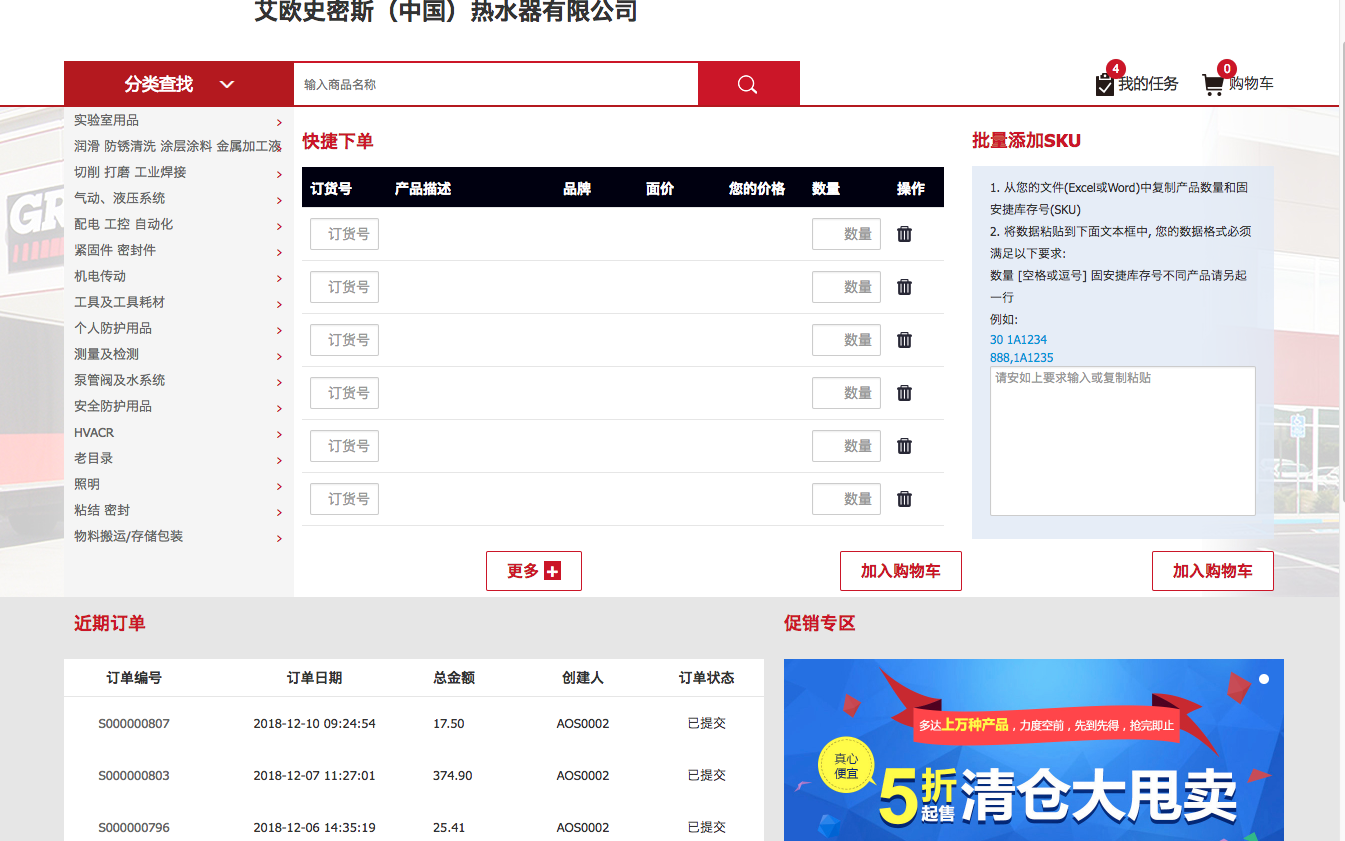 艾欧史密斯（中国）热水器有限公司
分类查找
输入商品名称
4
我的任务
0
购物车
实验室用品
润滑 防锈清洗 涂层涂料 金属加工液
切削 打磨 工业焊接
气动、液压系统
配电 工控 自动化
紧固件 密封件
机电传动
工具及工具耗材
个人防护用品
测量及检测
泵管阀及水系统
安全防护用品
HVACR
老目录
照明
粘结 密封
物料搬运/存储包装
快捷下单
订货号 产品描述 品牌 面价 您的价格 数量 操作
订货号 数量
订货号 数量
订货号 数量
订货号 数量
订货号 数量
订货号 数量
更多
加入购物车
批量添加SKU
1. 从您的文件(Excel或Word)中复制产品数量和固
安捷库存号(SKU)
2. 将数据粘贴到下面文本框中, 您的数据格式必须
满足以下要求:
数量 [空格或逗号] 固安捷库存号不同产品请另起
一行
例如:
30 1A1234
888,1A1235
请安如上要求输入或复制粘贴
加入购物车
近期订单
订单编号 订单日期 总金额 创建人 订单状态
S000000807 2018-12-10 09:24:54 17.50 AOS0002 已提交
S000000803 2018-12-07 11:27:01 374.90 AOS0002 已提交
S000000796 2018-12-06 14:35:19 25.41 AOS0002 已提交
促销专区
多达上万种产品，力度空前，先到先得，抢完即止
真心
便宜
5折起售清仓大甩卖
GR